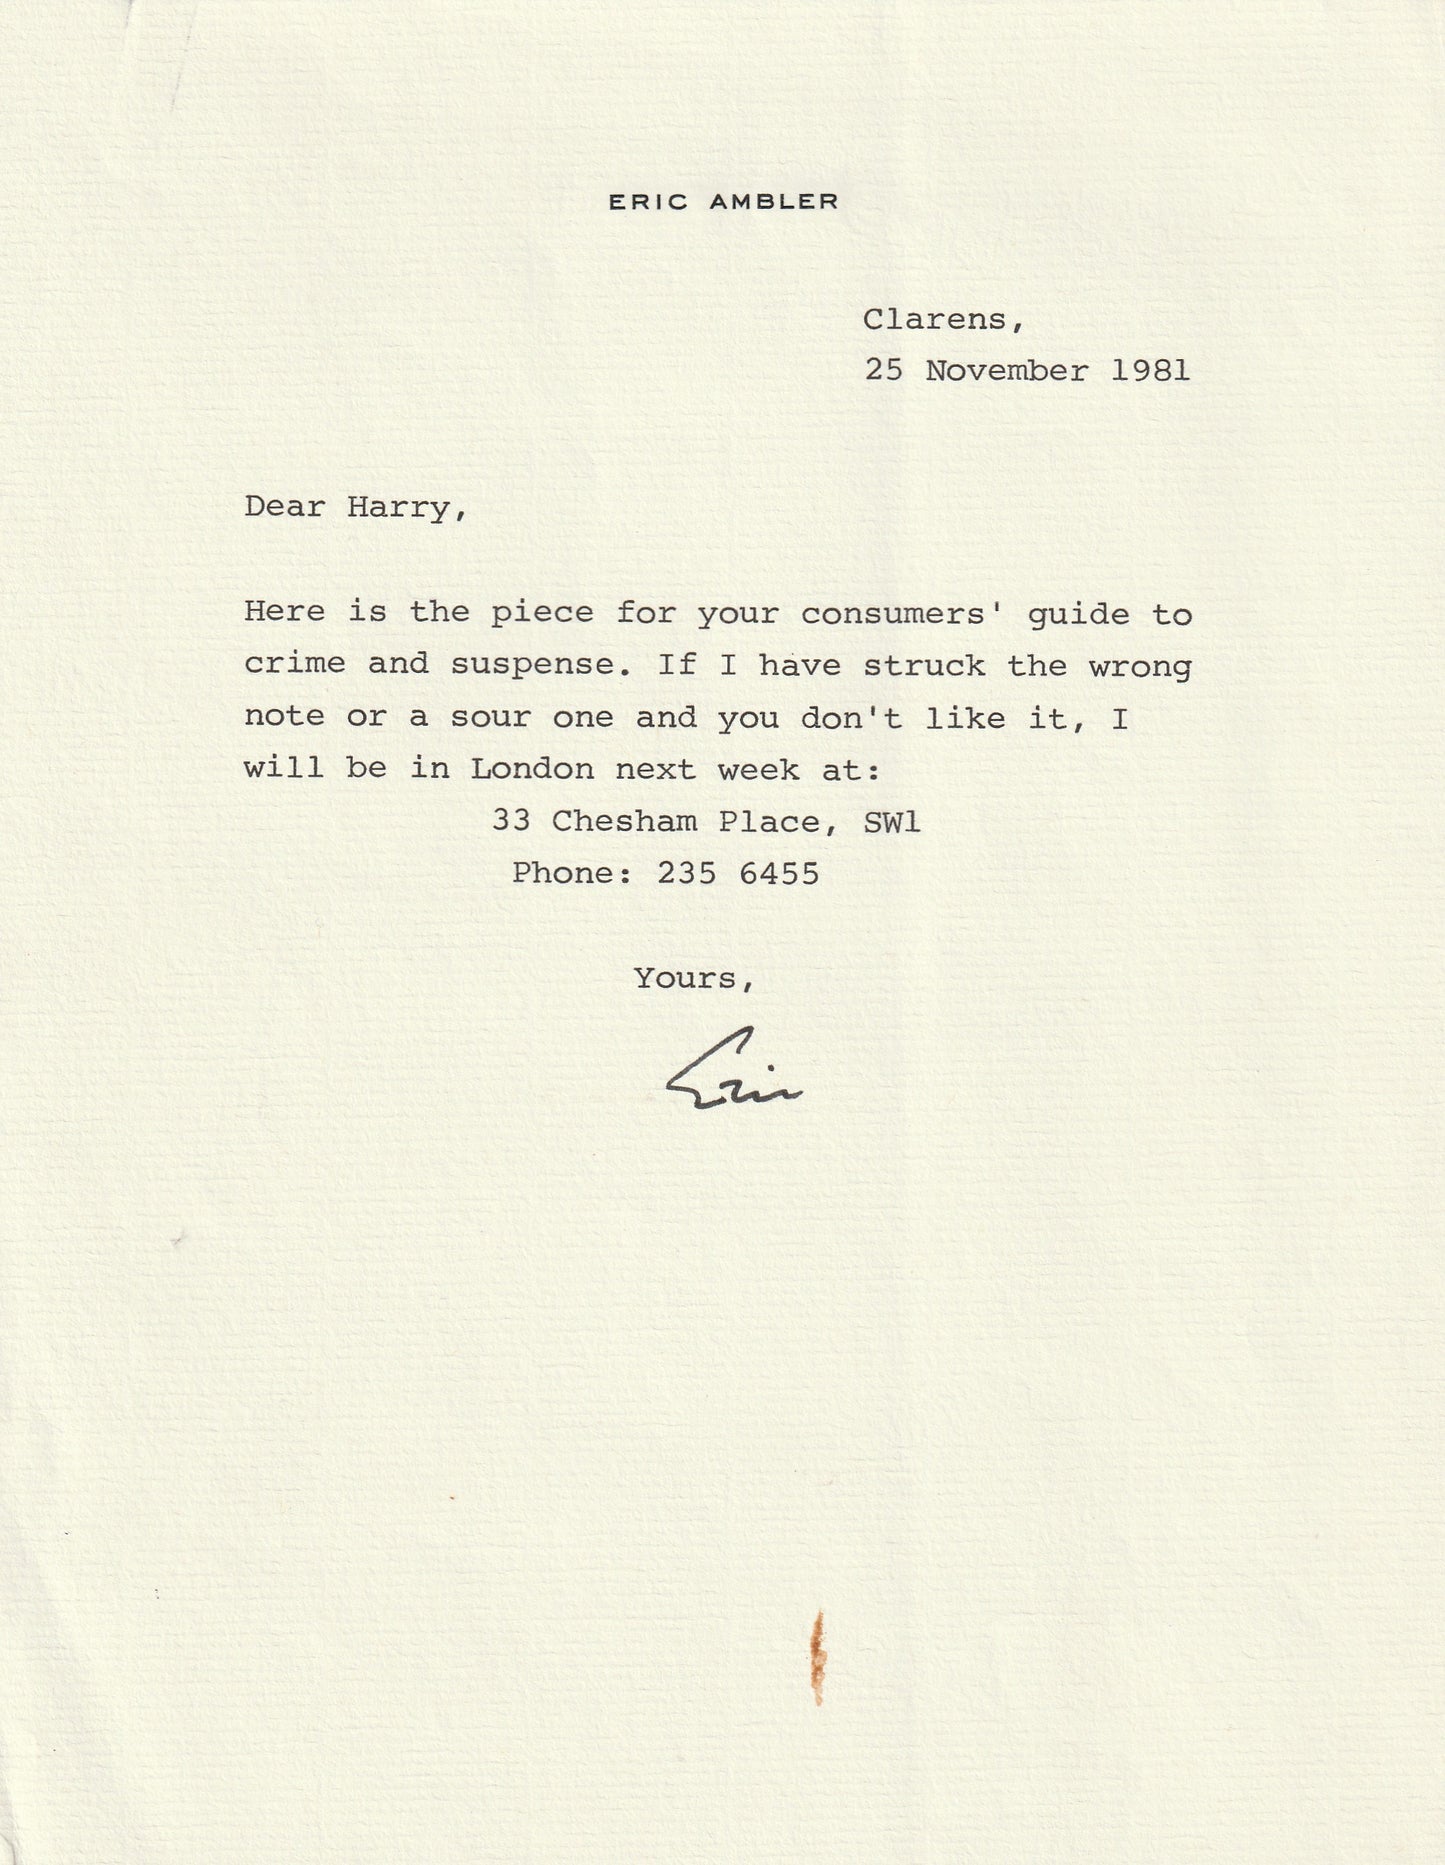 ERIC AMBLER
Clarens,
25 November 1981
Dear Harry,
Here is the piece for your consumers' guide to
crime and suspense. If I have struck the wrong
note or a sour one and you don't like it, I
will be in London next week at:
33 Chesham Place, SW1
Phone: 235 6455
Yours,
Eric